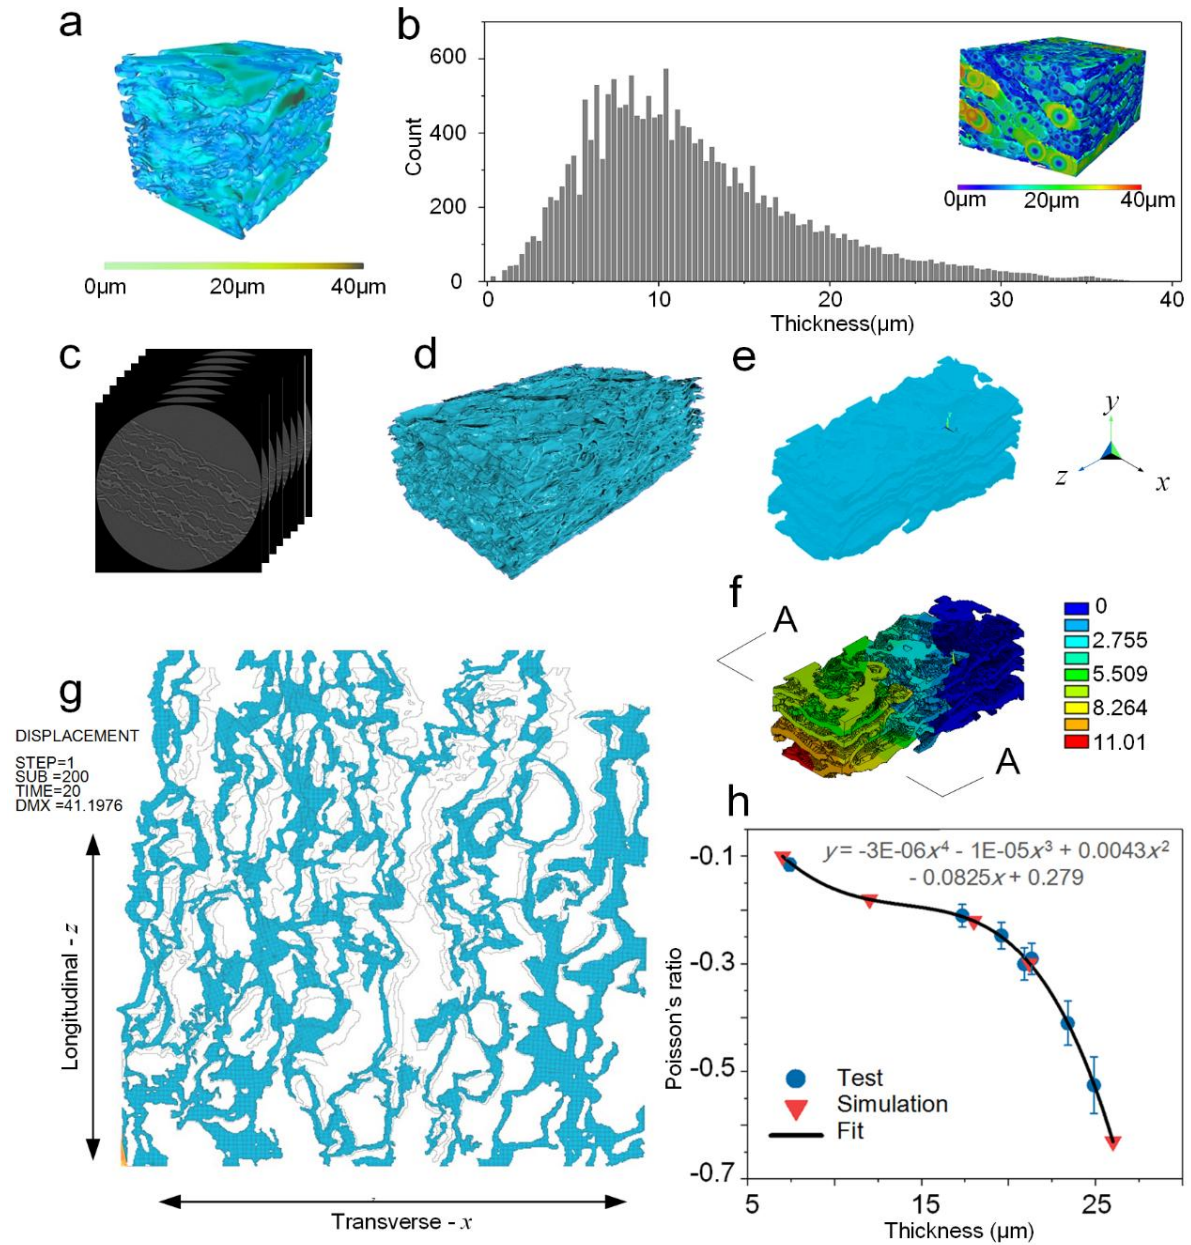 a
0μm 20μm 40μm
b
600
400
200
0
Count
0 10 20 30 40
Thickness(μm)
0μm 20μm 40μm
c
d
e
y
z
x
f
A
A
0
2.755
5.509
8.264
11.01
g
DISPLACEMENT
STEP=1
SUB =200
TIME=20
DMX =41.1976
Longitudinal - z
Transverse - x
h
-0.1
-0.3
-0.5
-0.7
Poisson's ratio
y = -3E-06x⁴ - 1E-05x³ + 0.0043x²
- 0.0825x + 0.279
Test
Simulation
Fit
5 15 25
Thickness (μm)